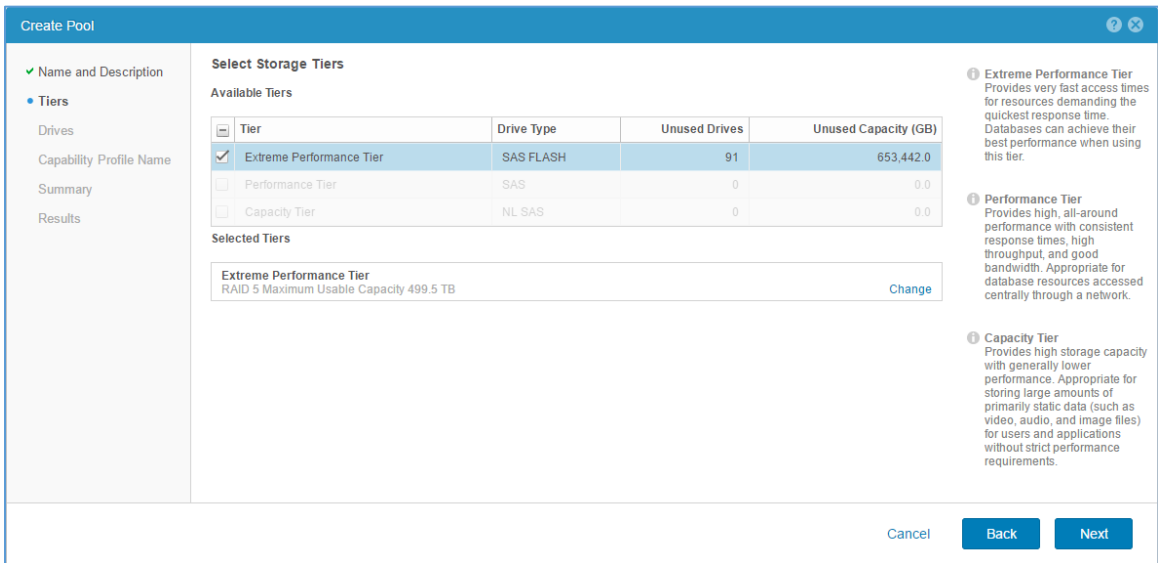 Create Pool
Name and Description
Tiers
Drives
Capability Profile Name
Summary
Results
Select Storage Tiers
Available Tiers
Tier Drive Type Unused Drives Unused Capacity (GB)
Extreme Performance Tier SAS FLASH 91 653,442.0
Performance Tier SAS 0 0.0
Capacity Tier NL SAS 0 0.0
Selected Tiers
Extreme Performance Tier
RAID 5 Maximum Usable Capacity 499.5 TB
Change
Extreme Performance Tier
Provides very fast access times
for resources demanding the
quickest response time.
Databases can achieve their
best performance when using
this tier.
Performance Tier
Provides high, all-around
performance with consistent
response times, high
throughput, and good
bandwidth. Appropriate for
database resources accessed
centrally through a network.
Capacity Tier
Provides high storage capacity
with generally lower
performance. Appropriate for
storing large amounts of
primarily static data (such as
video, audio, and image files)
for users and applications
without strict performance
requirements.
Cancel Back Next